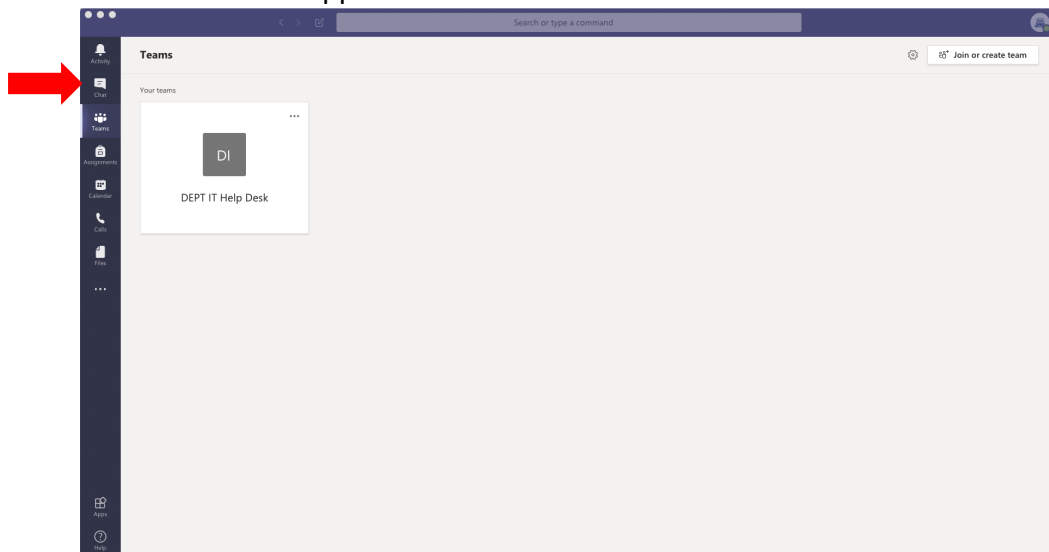 Search or type a command
Activity
Chat
Teams
Assignments
Calendar
Calls
Files
Apps
Help
Teams
Join or create team
Your teams
DI
DEPT IT Help Desk